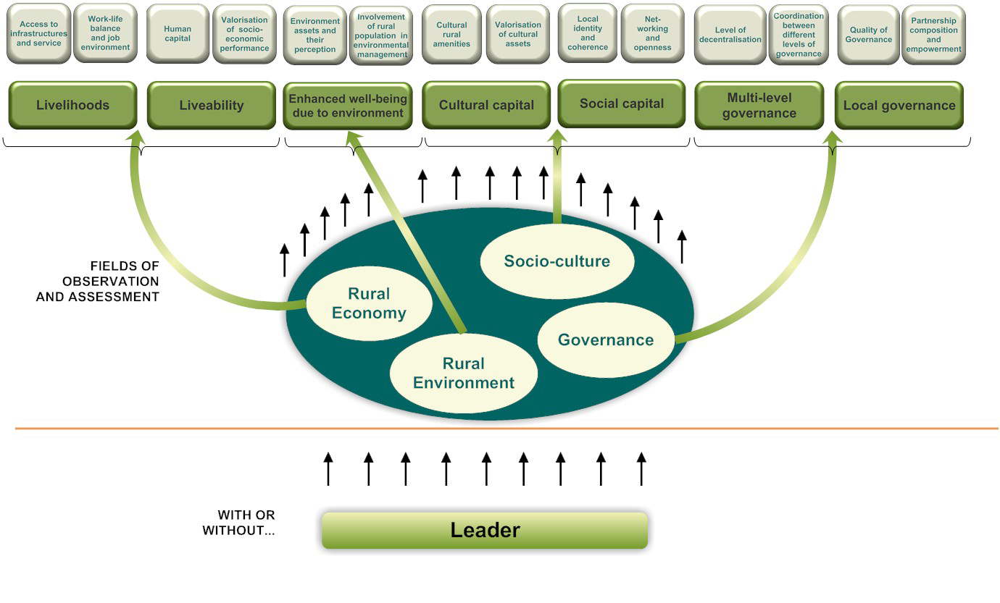 Access to
infrastructures
and service
Work-life
balance
and job
environment
Human
capital
Valorisation
of socio-
economic
performance
Environment
assets and
their
perception
Involvement
of rural
population in
environmental
management
Cultural
rural
amenities
Valorisation
of cultural
assets
Local
identity
and
coherence
Net-
working
and
openness
Level of
decentralisation
Coordination
between
different
levels of
governance
Quality of
Governance
Partnership
composition
and
empowerment
Livelihoods
Liveability
Enhanced well-being
due to environment
Cultural capital
Social capital
Multi-level
governance
Local governance
FIELDS OF
OBSERVATION
AND ASSESSMENT
Socio-culture
Rural
Economy
Governance
Rural
Environment
WITH OR
WITHOUT...
Leader